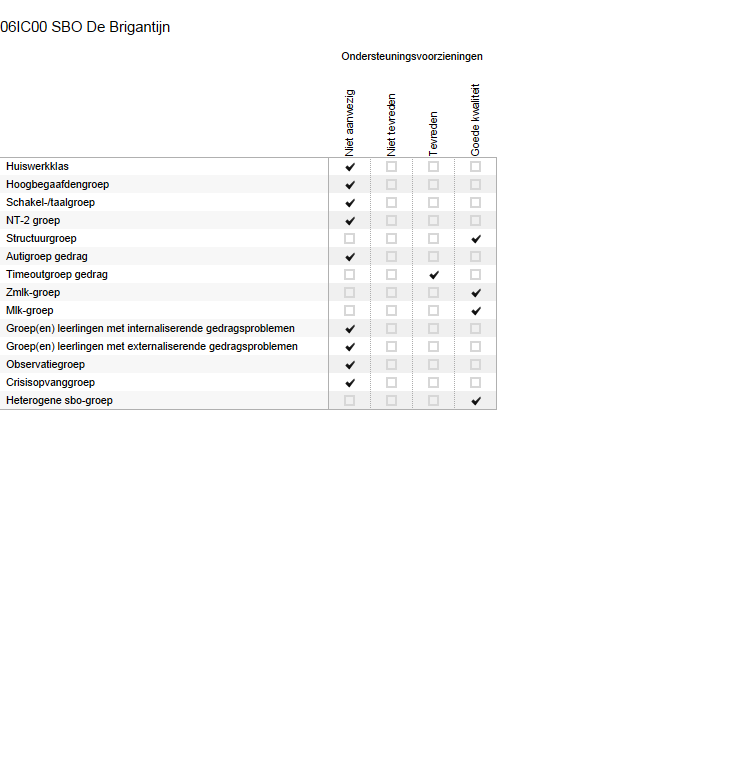 06IC00 SBO De Brigantijn
Ondersteuningsvoorzieningen
Niet aanwezig
Niet tevreden
Tevreden
Goede kwaliteit
Huiswerkklas
Hoogbegaafdengroep
Schakel-/taalgroep
NT-2 groep
Structuurgroep
Autigroep gedrag
Timeoutgroep gedrag
Zmlk-groep
Mlk-groep
Groep(en) leerlingen met internaliserende gedragsproblemen
Groep(en) leerlingen met externaliserende gedragsproblemen
Observatiegroep
Crisisopvanggroep
Heterogene sbo-groep